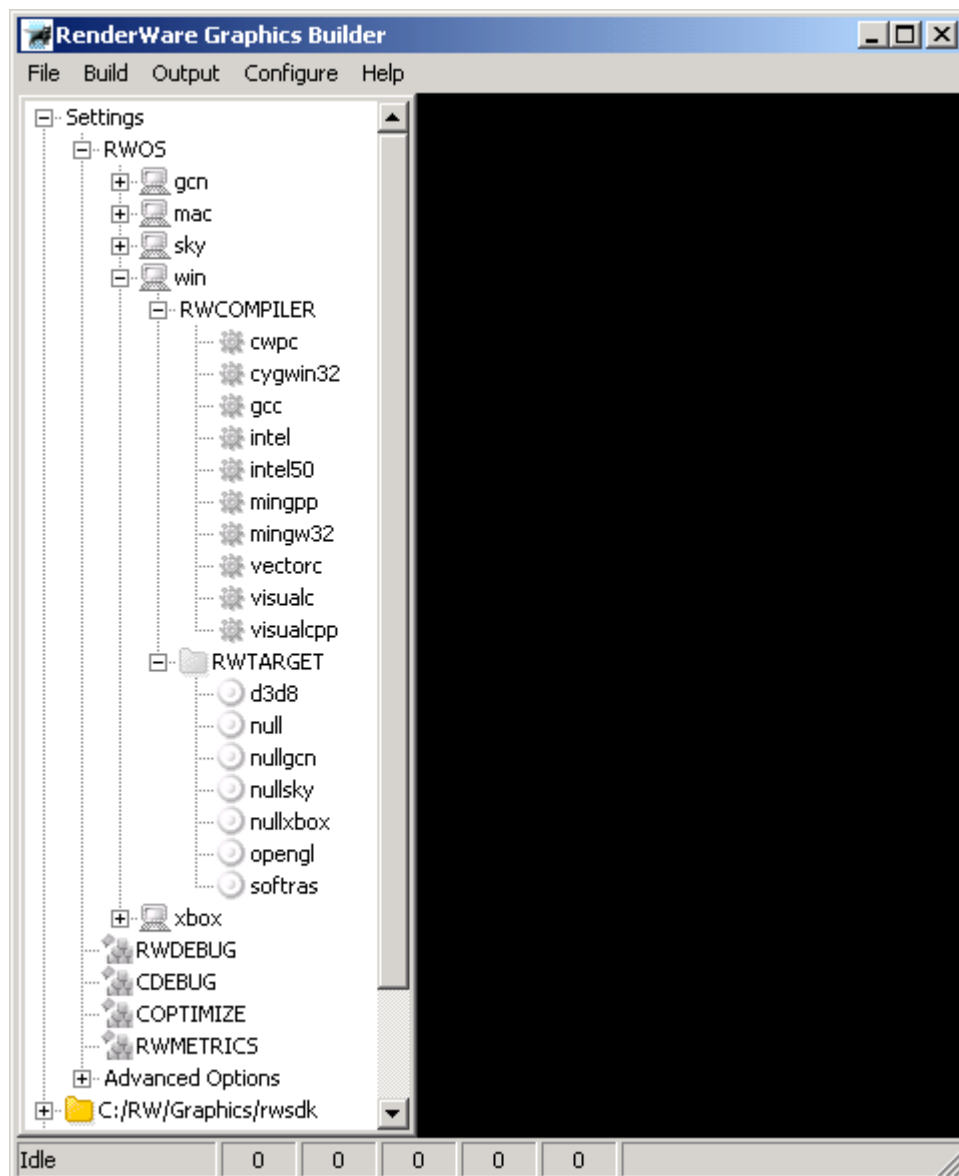 RenderWare Graphics Builder
File Build Output Configure Help
Settings
RWOS
gcn
mac
sky
win
RWCOMPILER
cwpc
cygwin32
gcc
intel
intel50
mingpp
mingw32
vectorc
visualc
visualcpp
RWTARGET
d3d8
null
nullgcn
nullsky
nullxbox
opengl
softras
xbox
RWDEBUG
CDEBUG
COPTIMIZE
RWMETRICS
Advanced Options
C:/RW/Graphics/rwsdk
Idle 0 0 0 0 0